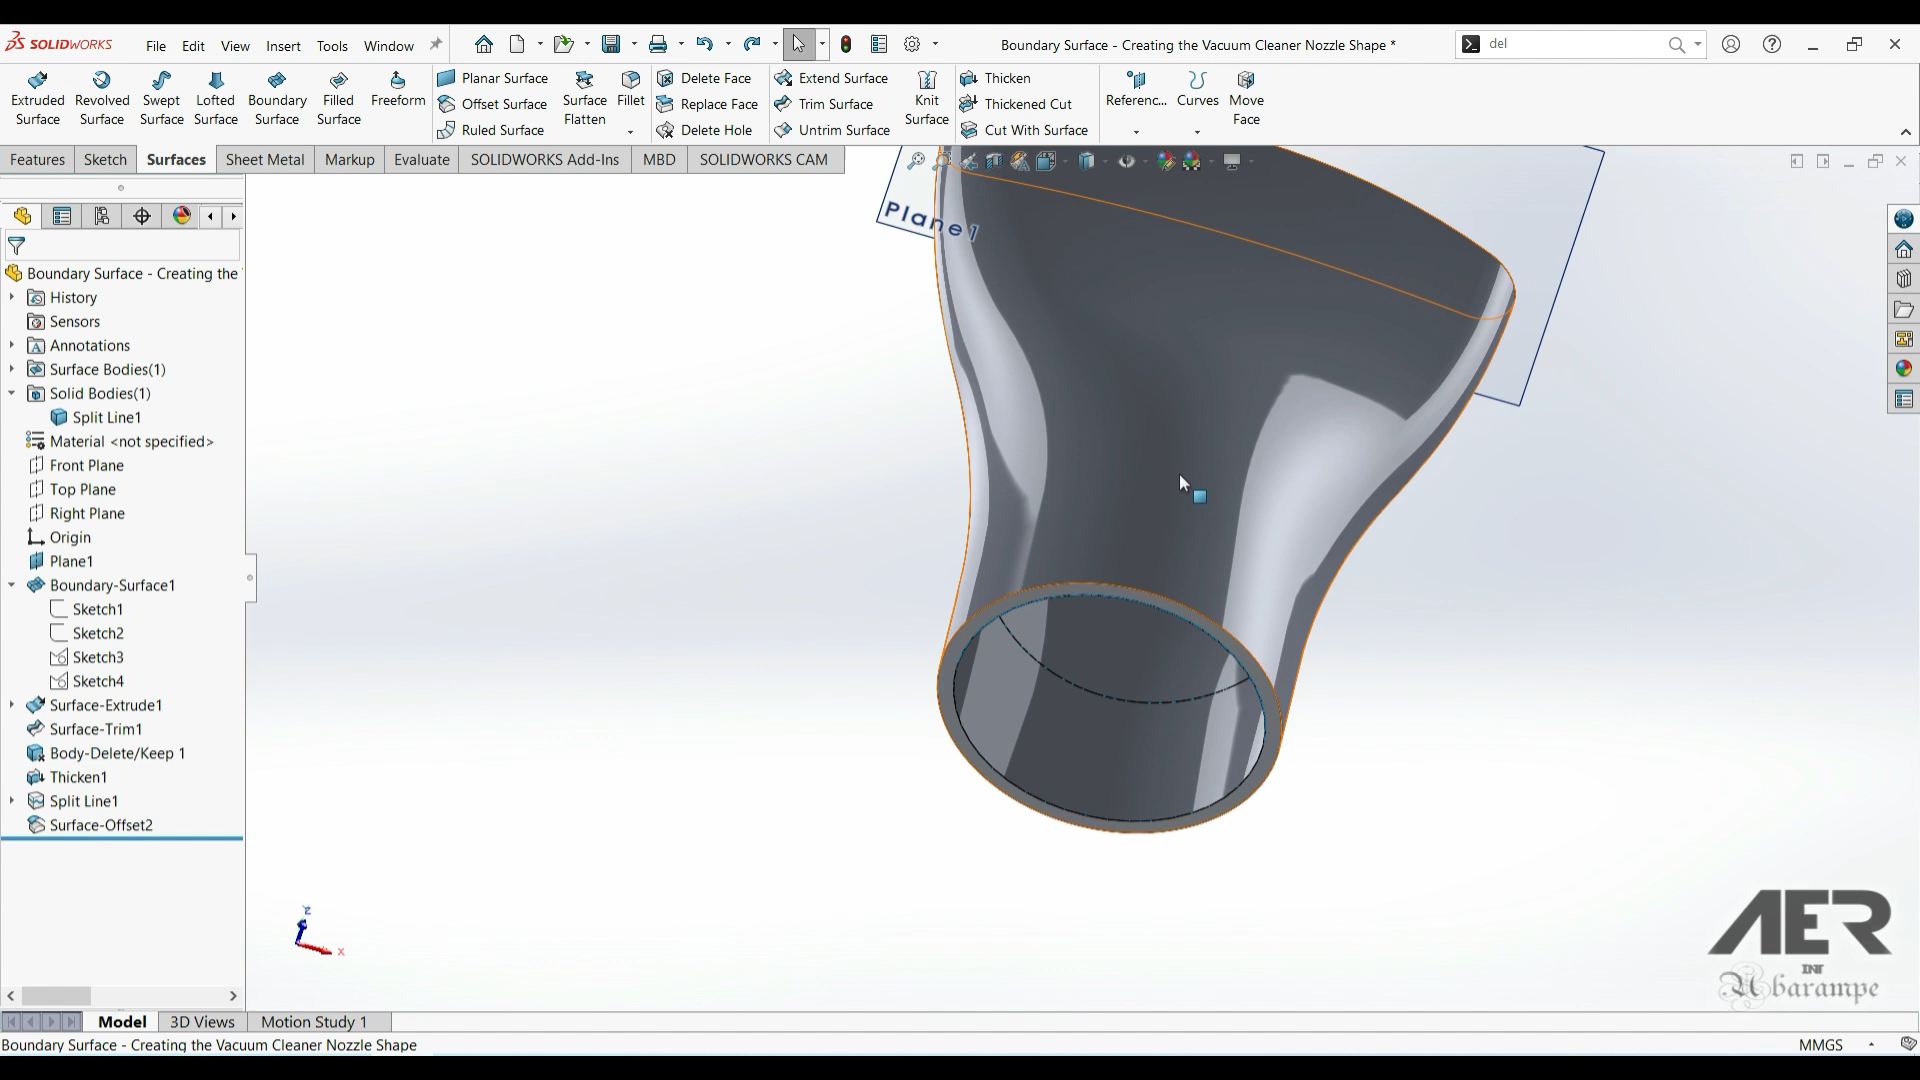 SOLIDWORKS
File Edit View Insert Tools Window
Boundary Surface - Creating the Vacuum Cleaner Nozzle Shape *
del
Extruded Surface
Revolved Surface
Swept Surface
Lofted Surface
Boundary Surface
Filled Surface
Freeform
Planar Surface
Offset Surface
Ruled Surface
Surface Flatten
Fillet
Delete Face
Replace Face
Delete Hole
Extend Surface
Trim Surface
Untrim Surface
Knit Surface
Thicken
Thickened Cut
Cut With Surface
Referenc...
Curves
Move Face
Features Sketch Surfaces Sheet Metal Markup Evaluate SOLIDWORKS Add-Ins MBD SOLIDWORKS CAM
Plane1
Boundary Surface - Creating the
History
Sensors
Annotations
Surface Bodies(1)
Solid Bodies(1)
Split Line1
Material <not specified>
Front Plane
Top Plane
Right Plane
Origin
Plane1
Boundary-Surface1
Sketch1
Sketch2
Sketch3
Sketch4
Surface-Extrude1
Surface-Trim1
Body-Delete/Keep 1
Thicken1
Split Line1
Surface-Offset2
z
x
AER
INT
Abarampe
Model 3D Views Motion Study 1
Boundary Surface - Creating the Vacuum Cleaner Nozzle Shape
MMGS